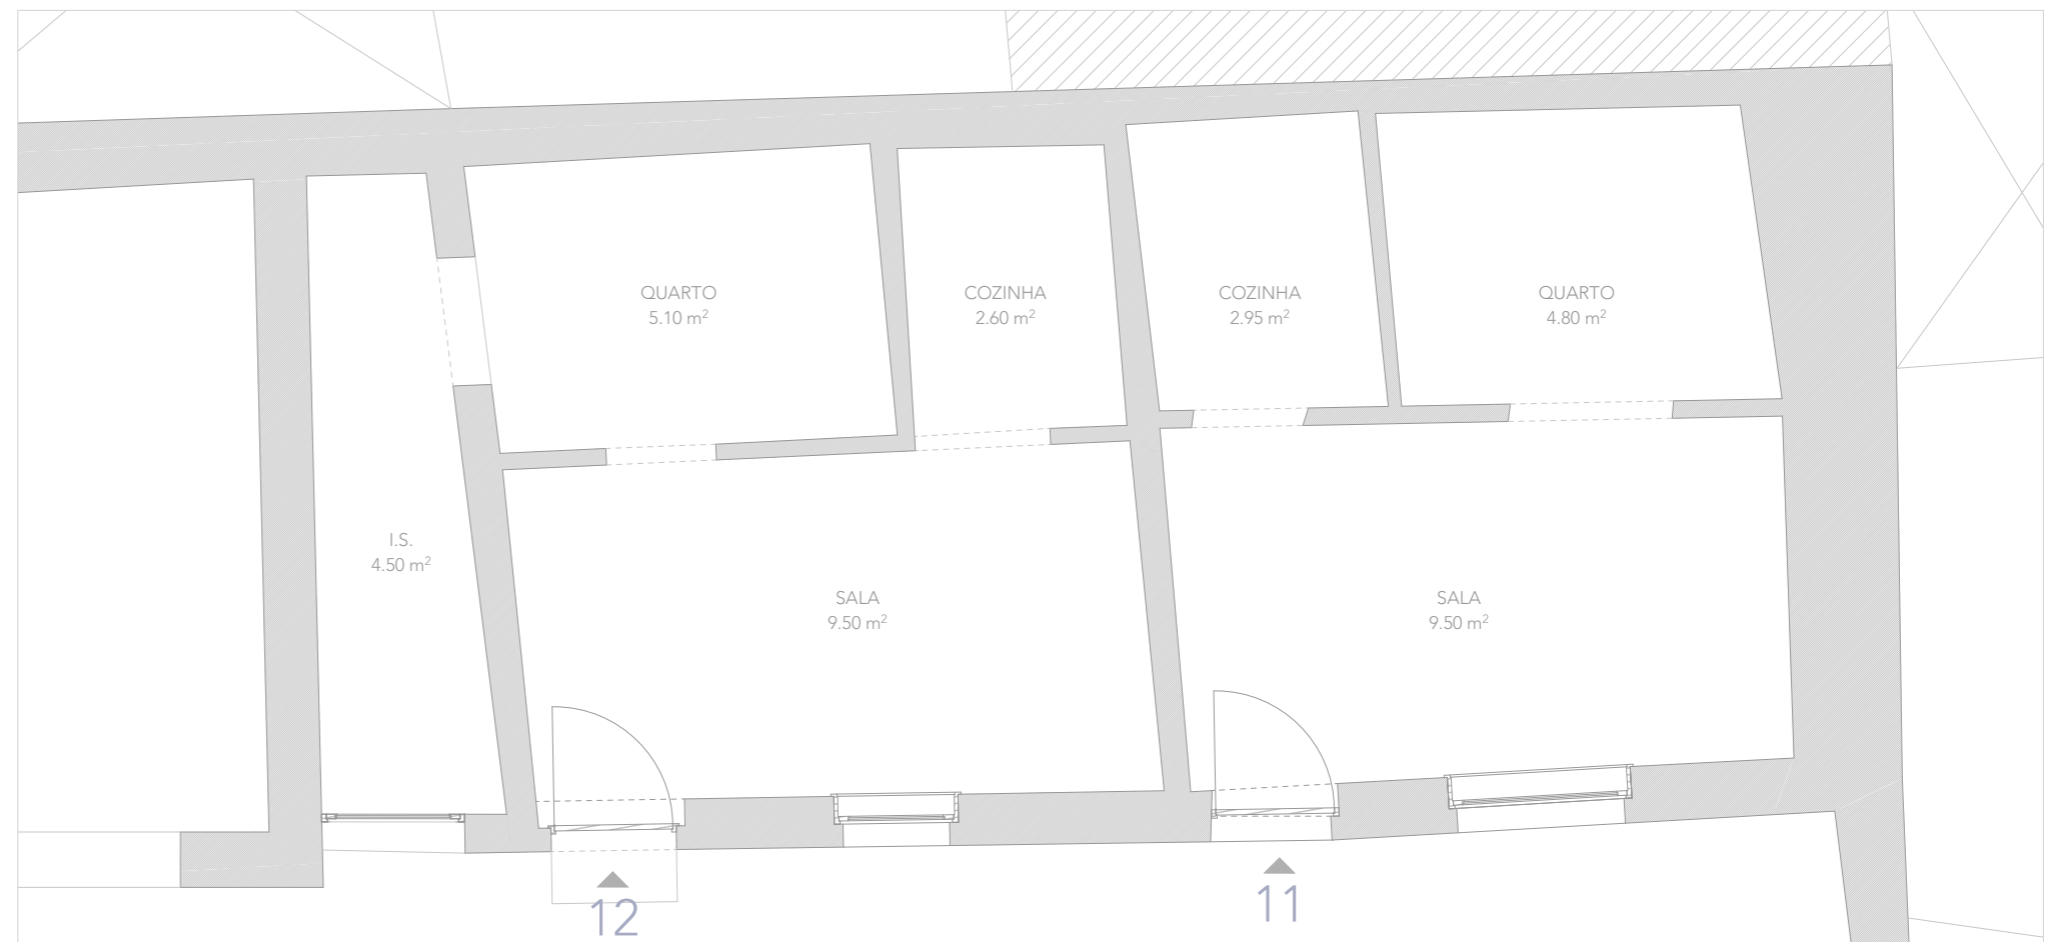 QUARTO
5.10 m²
COZINHA
2.60 m²
COZINHA
2.95 m²
QUARTO
4.80 m²
I.S.
4.50 m²
SALA
9.50 m²
SALA
9.50 m²
12
11